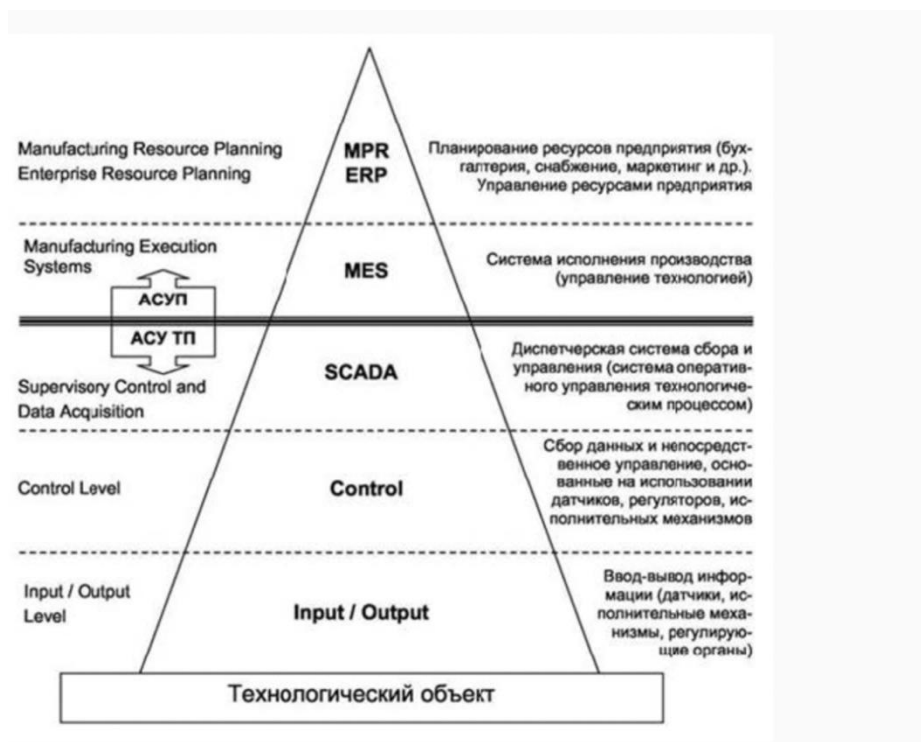 Manufacturing Resource Planning
Enterprise Resource Planning
MPR
ERP
Планирование ресурсов предприятия (бух-
галтерия, снабжение, маркетинг и др.).
Управление ресурсами предприятия
Manufacturing Execution
Systems
MES
Система исполнения производства
(управление технологией)
АСУП
АСУ ТП
Supervisory Control and
Data Acquisition
SCADA
Диспетчерская система сбора и
управления (система оператив-
ного управления технологиче-
ским процессом)
Control Level
Control
Сбор данных и непосредст-
венное управление, осно-
ванные на использовании
датчиков, регуляторов, ис-
полнительных механизмов
Input / Output
Level
Input / Output
Ввод-вывод инфор-
мации (датчики, ис-
полнительные меха-
низмы, регулирую-
щие органы)
Технологический объект